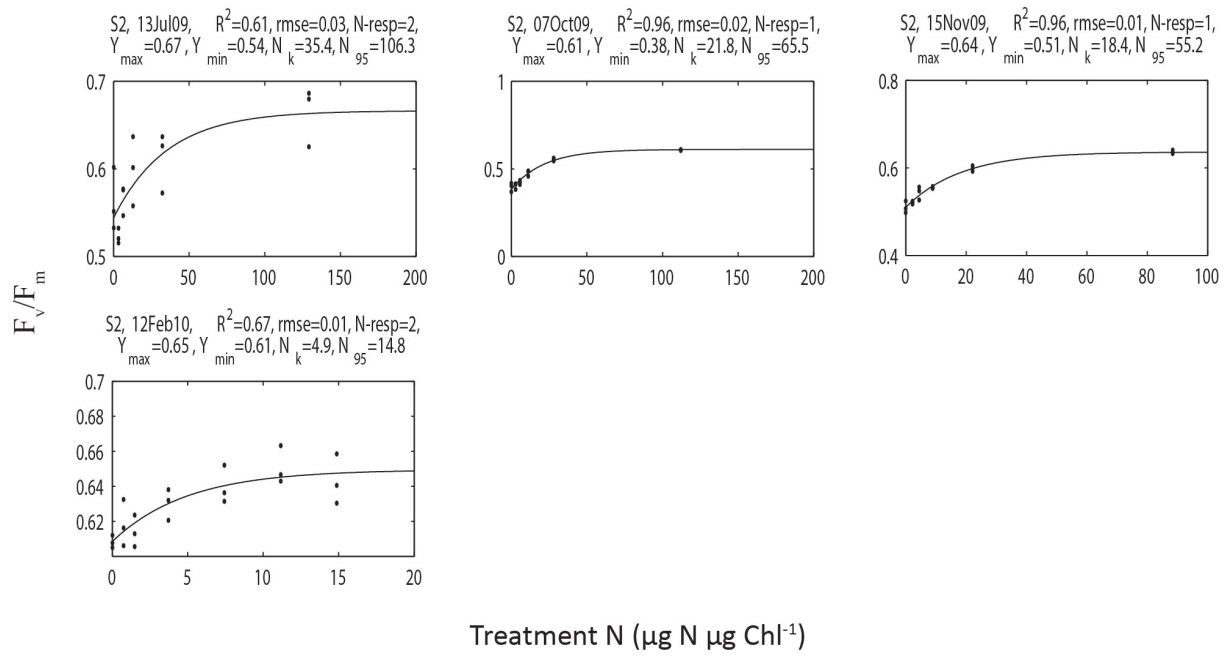 S2, 13Jul09, R²=0.61, rmse=0.03, N-resp=2,
Y max=0.67 , Y min=0.54, N k=35.4, N 95=106.3
0.7
0.6
0.5
0 50 100 150 200
S2, 07Oct09, R²=0.96, rmse=0.02, N-resp=1,
Y max=0.61 , Y min=0.38, N k=21.8, N 95=65.5
1
0.5
0
0 50 100 150 200
S2, 15Nov09, R²=0.96, rmse=0.01, N-resp=1,
Y max=0.64 , Y min=0.51, N k=18.4, N 95=55.2
0.8
0.6
0.4
0 20 40 60 80 100
Fv/Fm
S2, 12Feb10, R²=0.67, rmse=0.01, N-resp=2,
Y max=0.65 , Y min=0.61, N k=4.9, N 95=14.8
0.7
0.68
0.66
0.64
0.62
0 5 10 15 20
Treatment N (µg N µg Chl⁻¹)